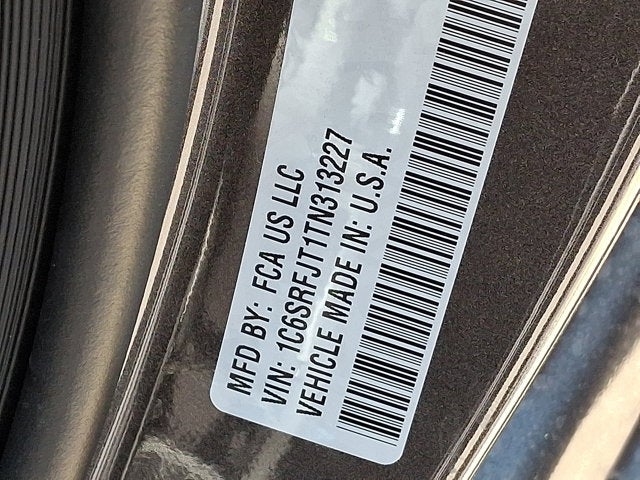 MFD BY: FCA US LLC
VIN: 1C6SRFJT1TN313227
VEHICLE MADE IN: U.S.A.